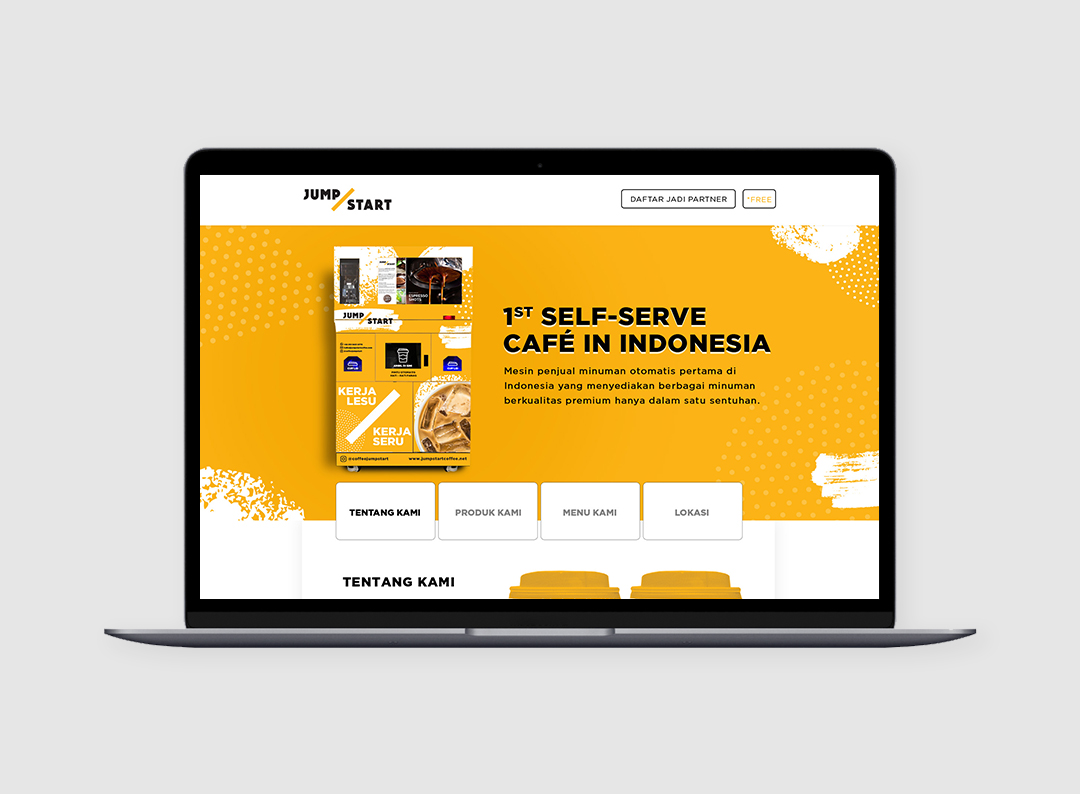 JUMP
START
DAFTAR JADI PARTNER
*FREE
ESPRESSO
SHOTS
JUMP
START
KERJA
LESU
KERJA
SERU
@coffeejumpstart
www.jumpstartcoffee.net
1ST SELF-SERVE
CAFÉ IN INDONESIA
Mesin penjual minuman otomatis pertama di
Indonesia yang menyediakan berbagai minuman
berkualitas premium hanya dalam satu sentuhan.
TENTANG KAMI
PRODUK KAMI
MENU KAMI
LOKASI
TENTANG KAMI